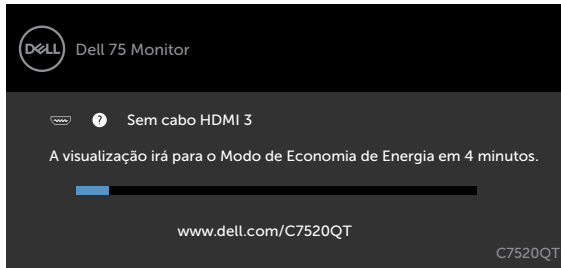 DELL
Dell 75 Monitor
? Sem cabo HDMI 3
A visualização irá para o Modo de Economia de Energia em 4 minutos.
www.dell.com/C7520QT
C7520QT